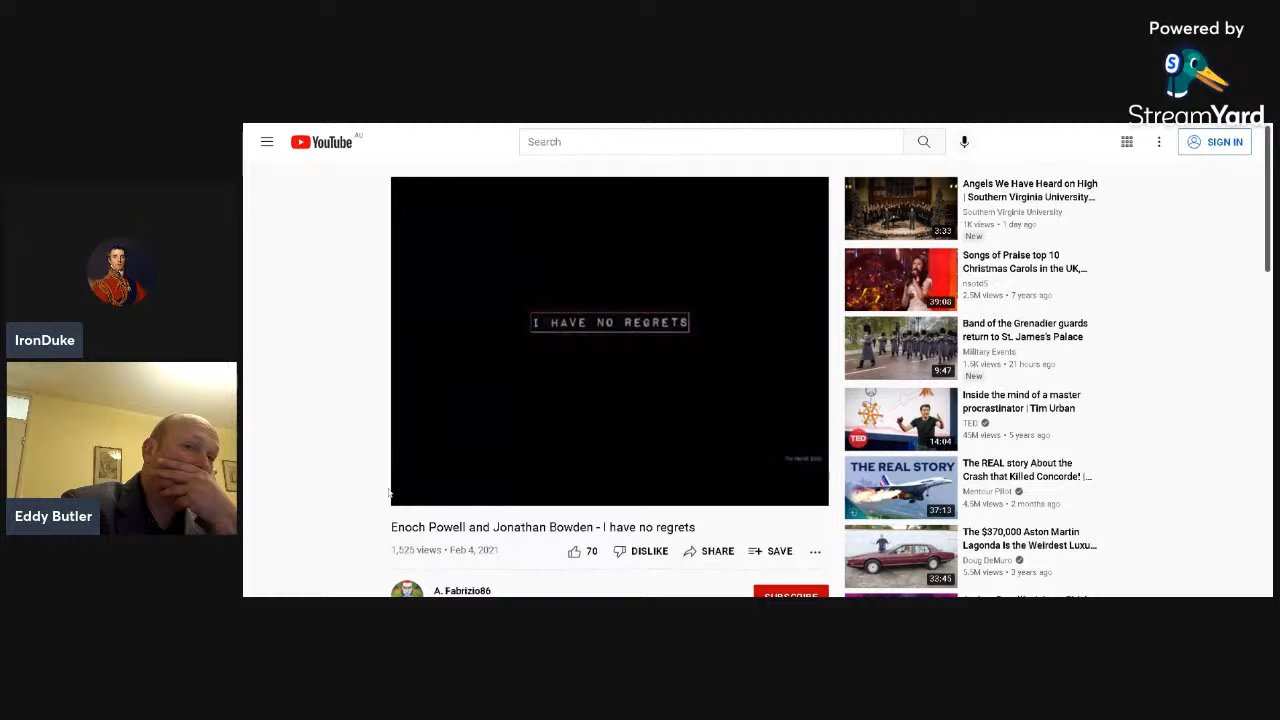 Powered by
StreamYard
YouTube AU
Search
SIGN IN
I HAVE NO REGRETS
IronDuke
Eddy Butler
Enoch Powell and Jonathan Bowden - I have no regrets
1,525 views • Feb 4, 2021
70
DISLIKE
SHARE
SAVE
A. Fabrizio86
SUBSCRIBE
3:33
Angels We Have Heard on High
| Southern Virginia University...
Southern Virginia University
1K views • 1 day ago
New
39:08
Songs of Praise top 10
Christmas Carols in the UK,...
nsotd5
2.5M views • 7 years ago
9:47
Band of the Grenadier guards
return to St. James's Palace
Military Events
1.5K views • 21 hours ago
New
TED
14:04
Inside the mind of a master
procrastinator | Tim Urban
TED
45M views • 5 years ago
THE REAL STORY
37:13
The REAL story About the
Crash that Killed Concorde! |...
Mentour Pilot
4.5M views • 2 months ago
33:45
The $370,000 Aston Martin
Lagonda Is the Weirdest Luxu...
Doug DeMuro
5.5M views • 3 years ago